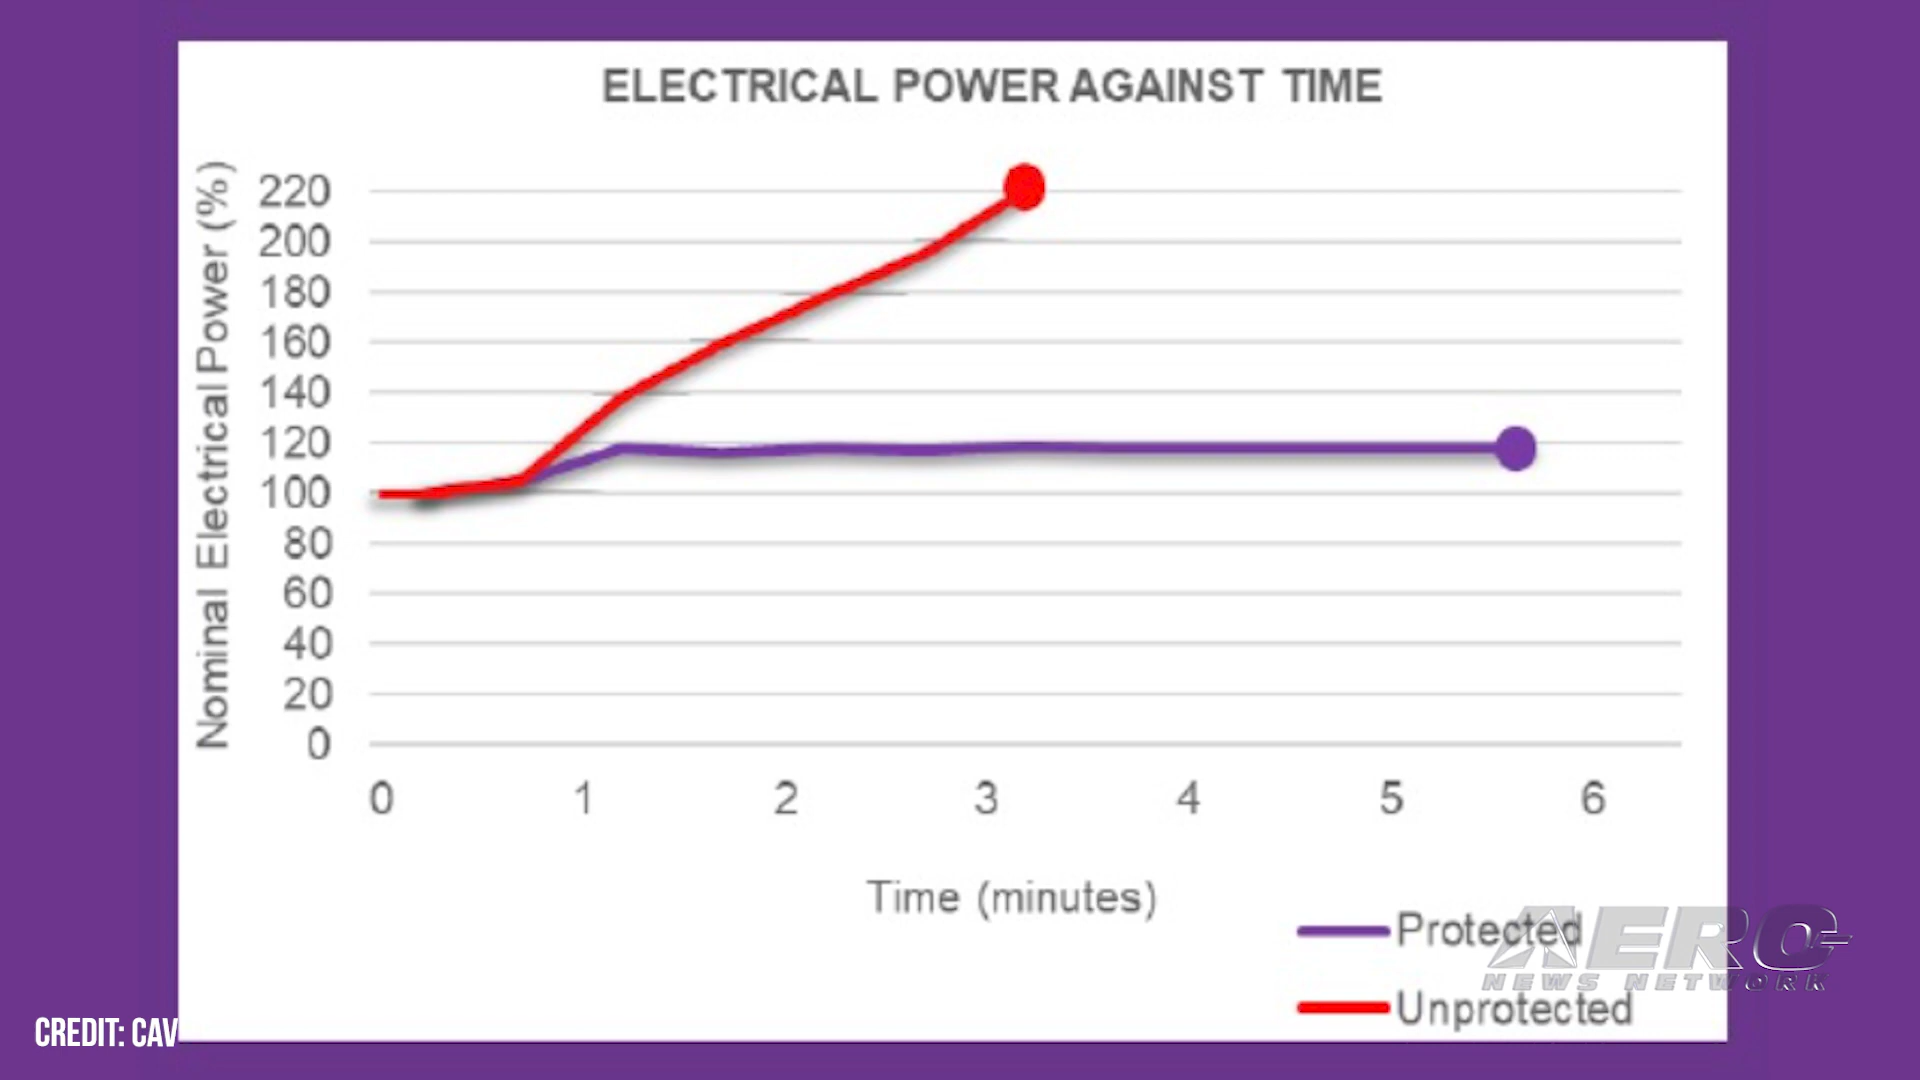 ELECTRICAL POWER AGAINST TIME
Nominal Electrical Power (%)
220
200
180
160
140
120
100
80
60
40
20
0
0 1 2 3 4 5 6
Time (minutes)
Protected
Unprotected
AERO
NEWS NETWORK
CREDIT: CAV